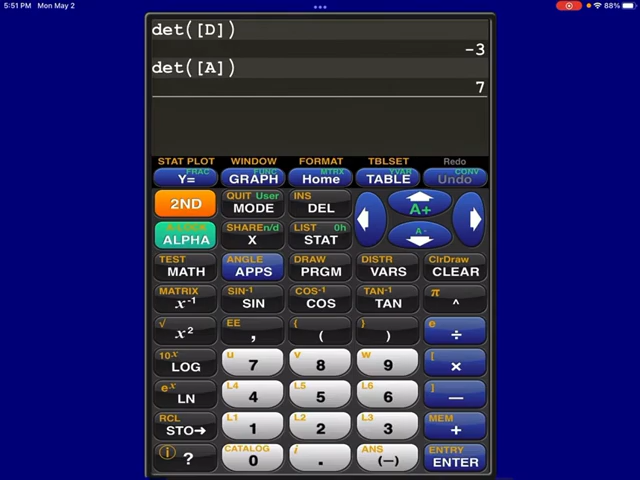 5:51 PM Mon May 2
88%
det([D])
-3
det([A])
7
STAT PLOT WINDOW FORMAT TBLSET Redo
FRAC FUNC MTRX YVAR CONV
Y= GRAPH Home TABLE Undo
QUIT User INS
2ND MODE DEL A+
A-LOCK SHARE n/d LIST 0h A-
ALPHA X STAT
TEST ANGLE DRAW DISTR ClrDraw
MATH APPS PRGM VARS CLEAR
MATRIX SIN-1 COS-1 TAN-1 π
x-1 SIN COS TAN ^
√ EE { } e
x2 , ( ) ÷
10x u v w [
LOG 7 8 9 ×
ex L4 L5 L6 ]
LN 4 5 6 —
RCL L1 L2 L3 MEM
STO➔ 1 2 3 +
i CATALOG i ANS ENTRY
? 0 . (—) ENTER